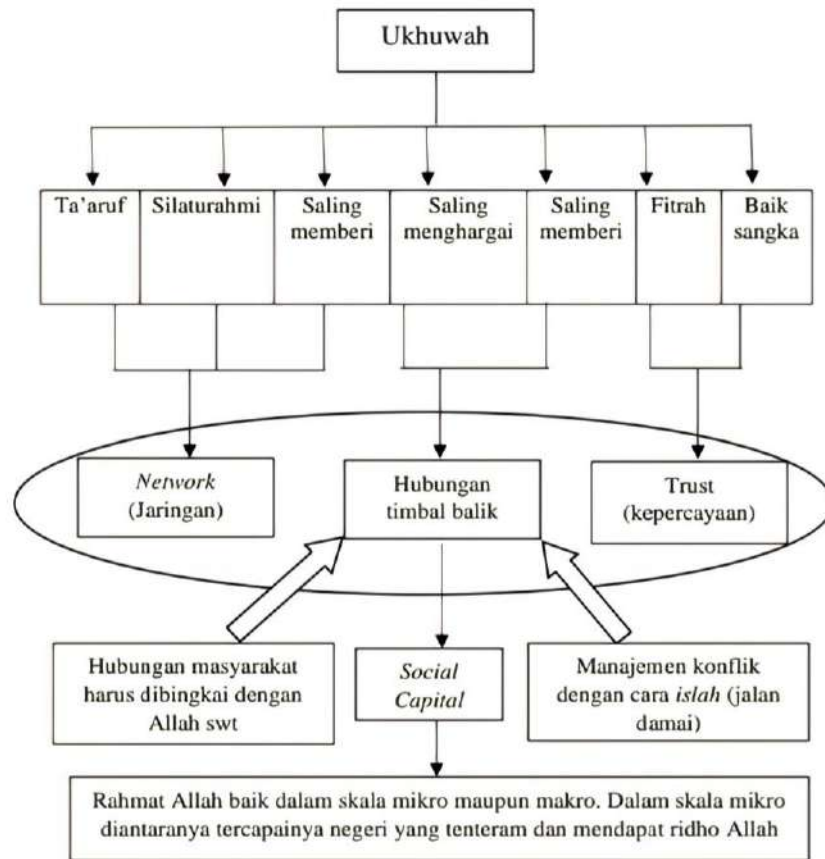 Ukhuwah
Ta'aruf
Silaturahmi
Saling
memberi
Saling
menghargai
Saling
memberi
Fitrah
Baik
sangka
Network
(Jaringan)
Hubungan
timbal balik
Trust
(kepercayaan)
Hubungan masyarakat
harus dibingkai dengan
Allah swt
Social
Capital
Manajemen konflik
dengan cara islah (jalan
damai)
Rahmat Allah baik dalam skala mikro maupun makro. Dalam skala mikro
diantaranya tercapainya negeri yang tenteram dan mendapat ridho Allah